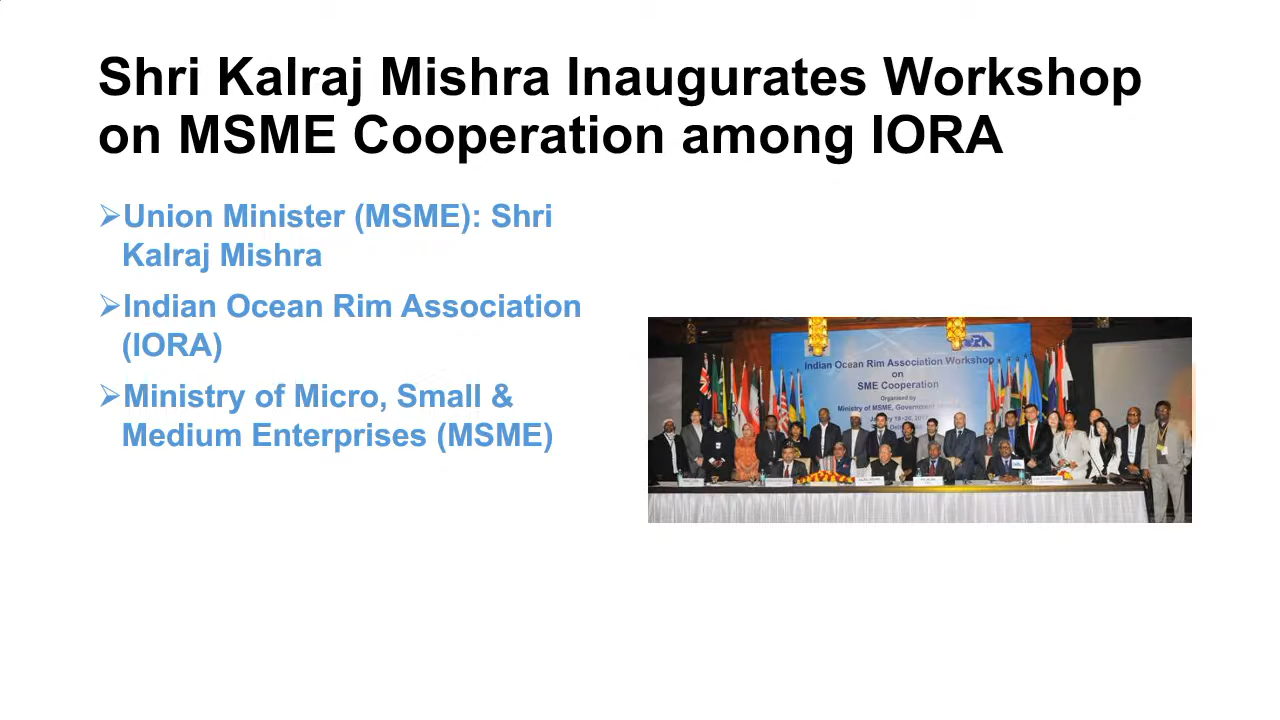 Shri Kalraj Mishra Inaugurates Workshop
on MSME Cooperation among IORA
➢Union Minister (MSME): Shri
Kalraj Mishra
➢Indian Ocean Rim Association
(IORA)
➢Ministry of Micro, Small &
Medium Enterprises (MSME)
Indian Ocean Rim Association Workshop
on
SME Cooperation
Organised by
Ministry of MSME, Government